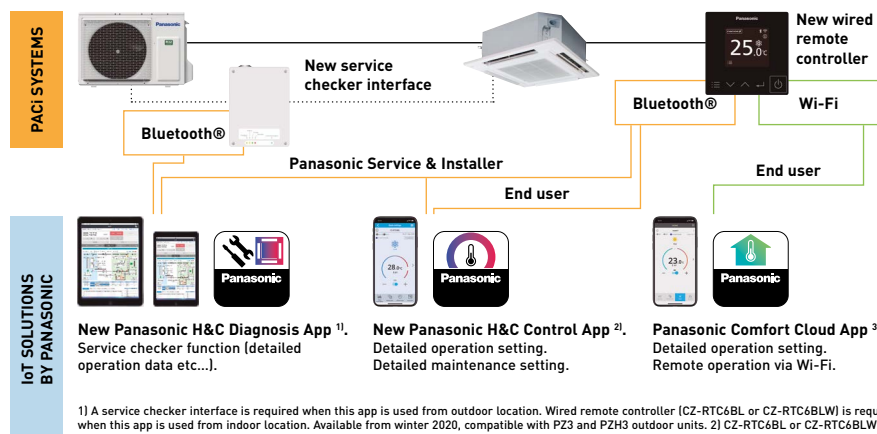 PACi SYSTEMS
Panasonic
New service
checker interface
Panasonic
25.0°C
New wired
remote
controller
Bluetooth®
Bluetooth®
Wi-Fi
Panasonic Service & Installer
End user
End user
IoT SOLUTIONS
BY PANASONIC
Panasonic
28.0
Panasonic
23.0
Panasonic
New Panasonic H&C Diagnosis App 1).
Service checker function (detailed
operation data etc...).
New Panasonic H&C Control App 2).
Detailed operation setting.
Detailed maintenance setting.
Panasonic Comfort Cloud App 3
Detailed operation setting.
Remote operation via Wi-Fi.
1) A service checker interface is required when this app is used from outdoor location. Wired remote controller (CZ-RTC6BL or CZ-RTC6BLW) is requ
when this app is used from indoor location. Available from winter 2020, compatible with PZ3 and PZH3 outdoor units. 2) CZ-RTC6BL or CZ-RTC6BLW